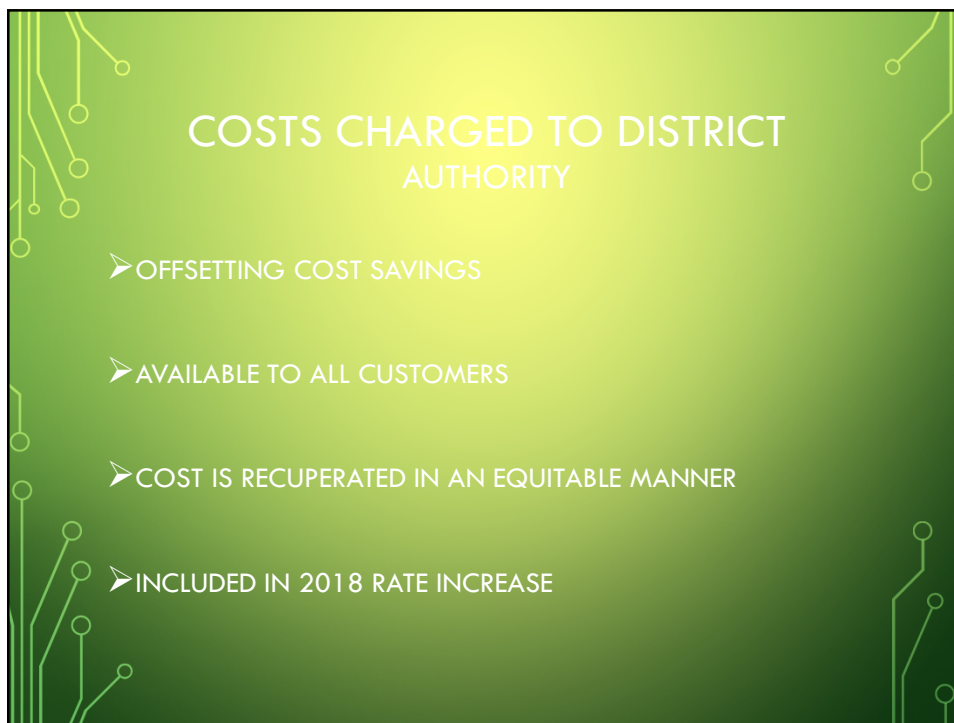 COSTS CHARGED TO DISTRICT
AUTHORITY
➢OFFSETTING COST SAVINGS
➢AVAILABLE TO ALL CUSTOMERS
➢COST IS RECUPERATED IN AN EQUITABLE MANNER
➢INCLUDED IN 2018 RATE INCREASE